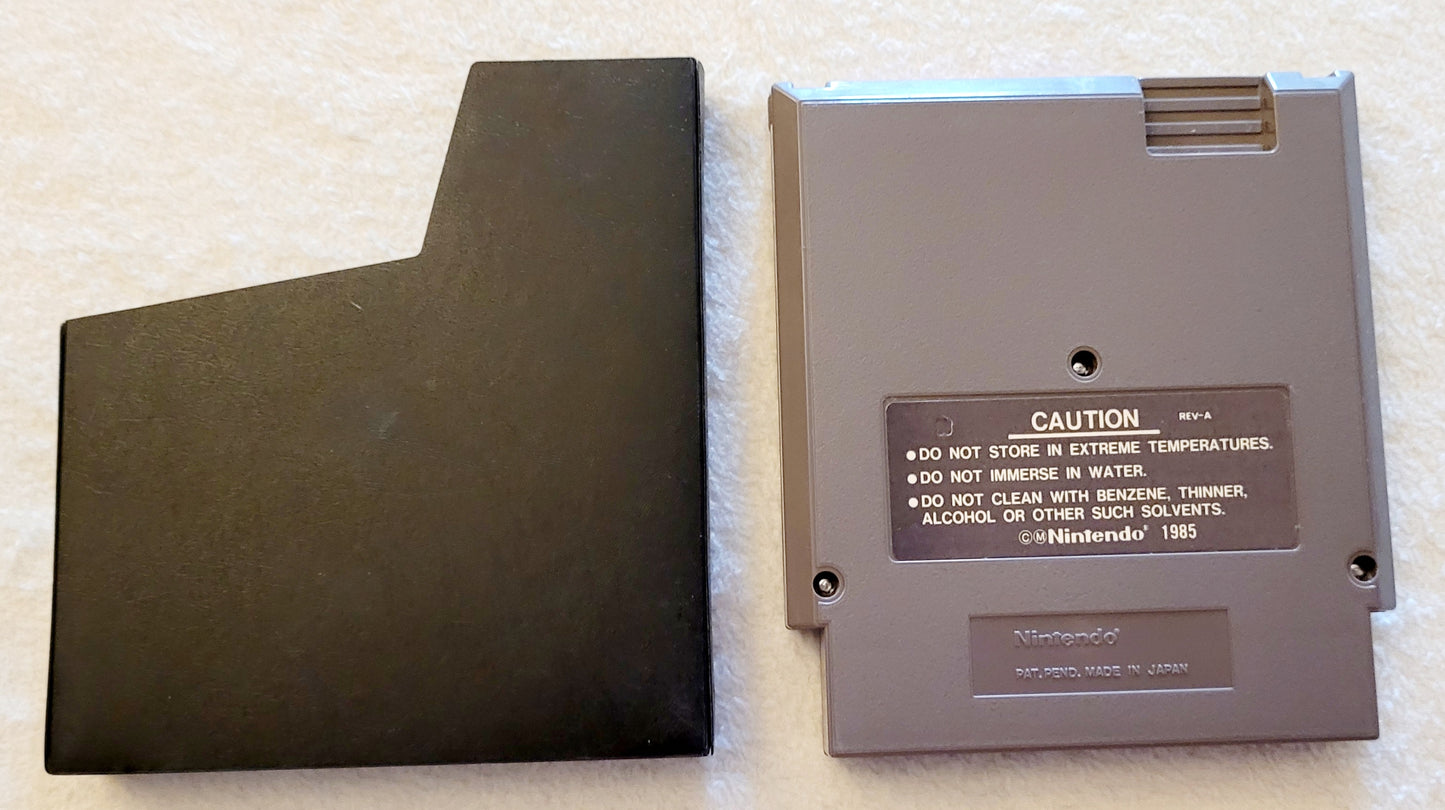 CAUTION REV-A
●DO NOT STORE IN EXTREME TEMPERATURES.
●DO NOT IMMERSE IN WATER.
●DO NOT CLEAN WITH BENZENE, THINNER,
ALCOHOL OR OTHER SUCH SOLVENTS.
©Ⓜ Nintendo® 1985
Nintendo®
PAT. PEND. MADE IN JAPAN